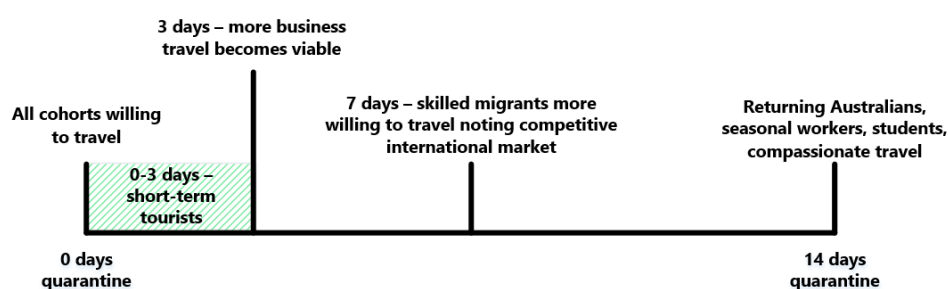 3 days – more business
travel becomes viable
All cohorts willing
to travel
7 days – skilled migrants more
willing to travel noting competitive
international market
Returning Australians,
seasonal workers, students,
compassionate travel
0-3 days –
short-term
tourists
0 days
quarantine
14 days
quarantine